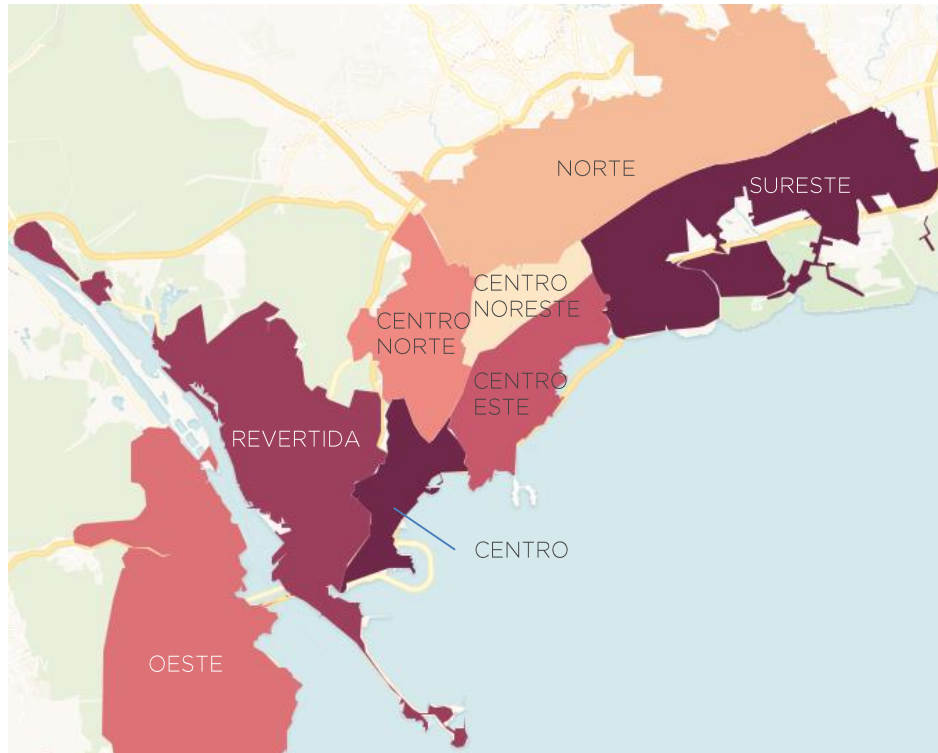 NORTE
SURESTE
CENTRO
NORESTE
CENTRO
NORTE
CENTRO
ESTE
REVERTIDA
CENTRO
OESTE